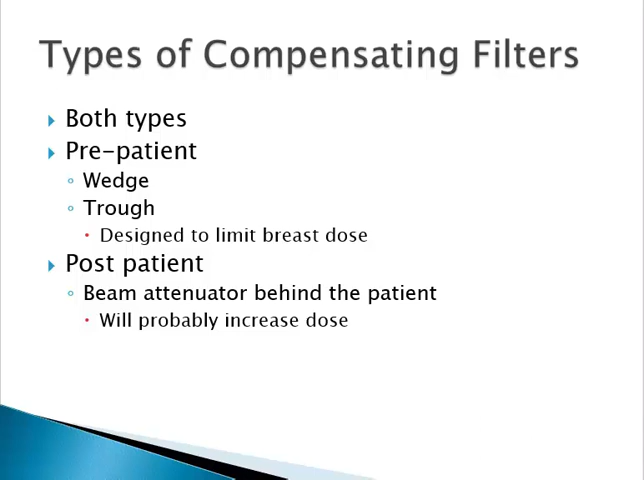 Types of Compensating Filters
Both types
Pre-patient
Wedge
Trough
Designed to limit breast dose
Post patient
Beam attenuator behind the patient
Will probably increase dose